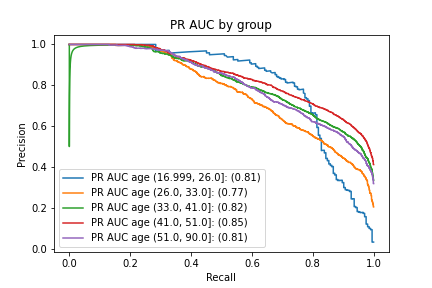 PR AUC by group
1.0
0.8
0.6
0.4
0.2
0.0
Precision
PR AUC age (16.999, 26.0]: (0.81)
PR AUC age (26.0, 33.0]: (0.77)
PR AUC age (33.0, 41.0]: (0.82)
PR AUC age (41.0, 51.0]: (0.85)
PR AUC age (51.0, 90.0]: (0.81)
0.0 0.2 0.4 0.6 0.8 1.0
Recall